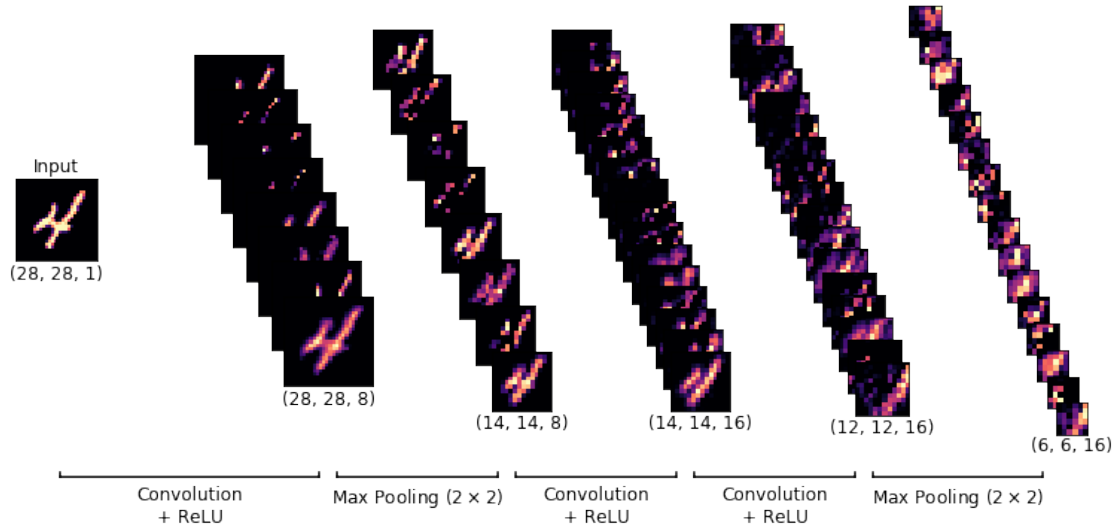 Input
(28, 28, 1)
(28, 28, 8)
(14, 14, 8)
(14, 14, 16)
(12, 12, 16)
(6, 6, 16)
Convolution
+ ReLU
Max Pooling (2 × 2)
Convolution
+ ReLU
Convolution
+ ReLU
Max Pooling (2 × 2)